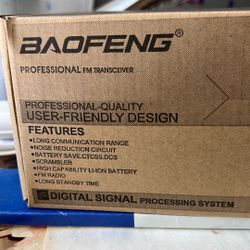 BAOFENG®
PROFESSIONAL FM TRANSCEIVER
PROFESSIONAL-QUALITY
USER-FRIENDLY DESIGN
FEATURES
•LONG COMMUNICATION RANGE
•NOISE REDUCTION CIRCUIT
•BATTERY SAVE,CTCSS,DCS
•SCRAMBLER
•HIGH CAPABILITY LI-ION BATTERY
•FM RADIO
•LONG STANDBY TIME
DIGITAL SIGNAL PROCESSING SYSTEM